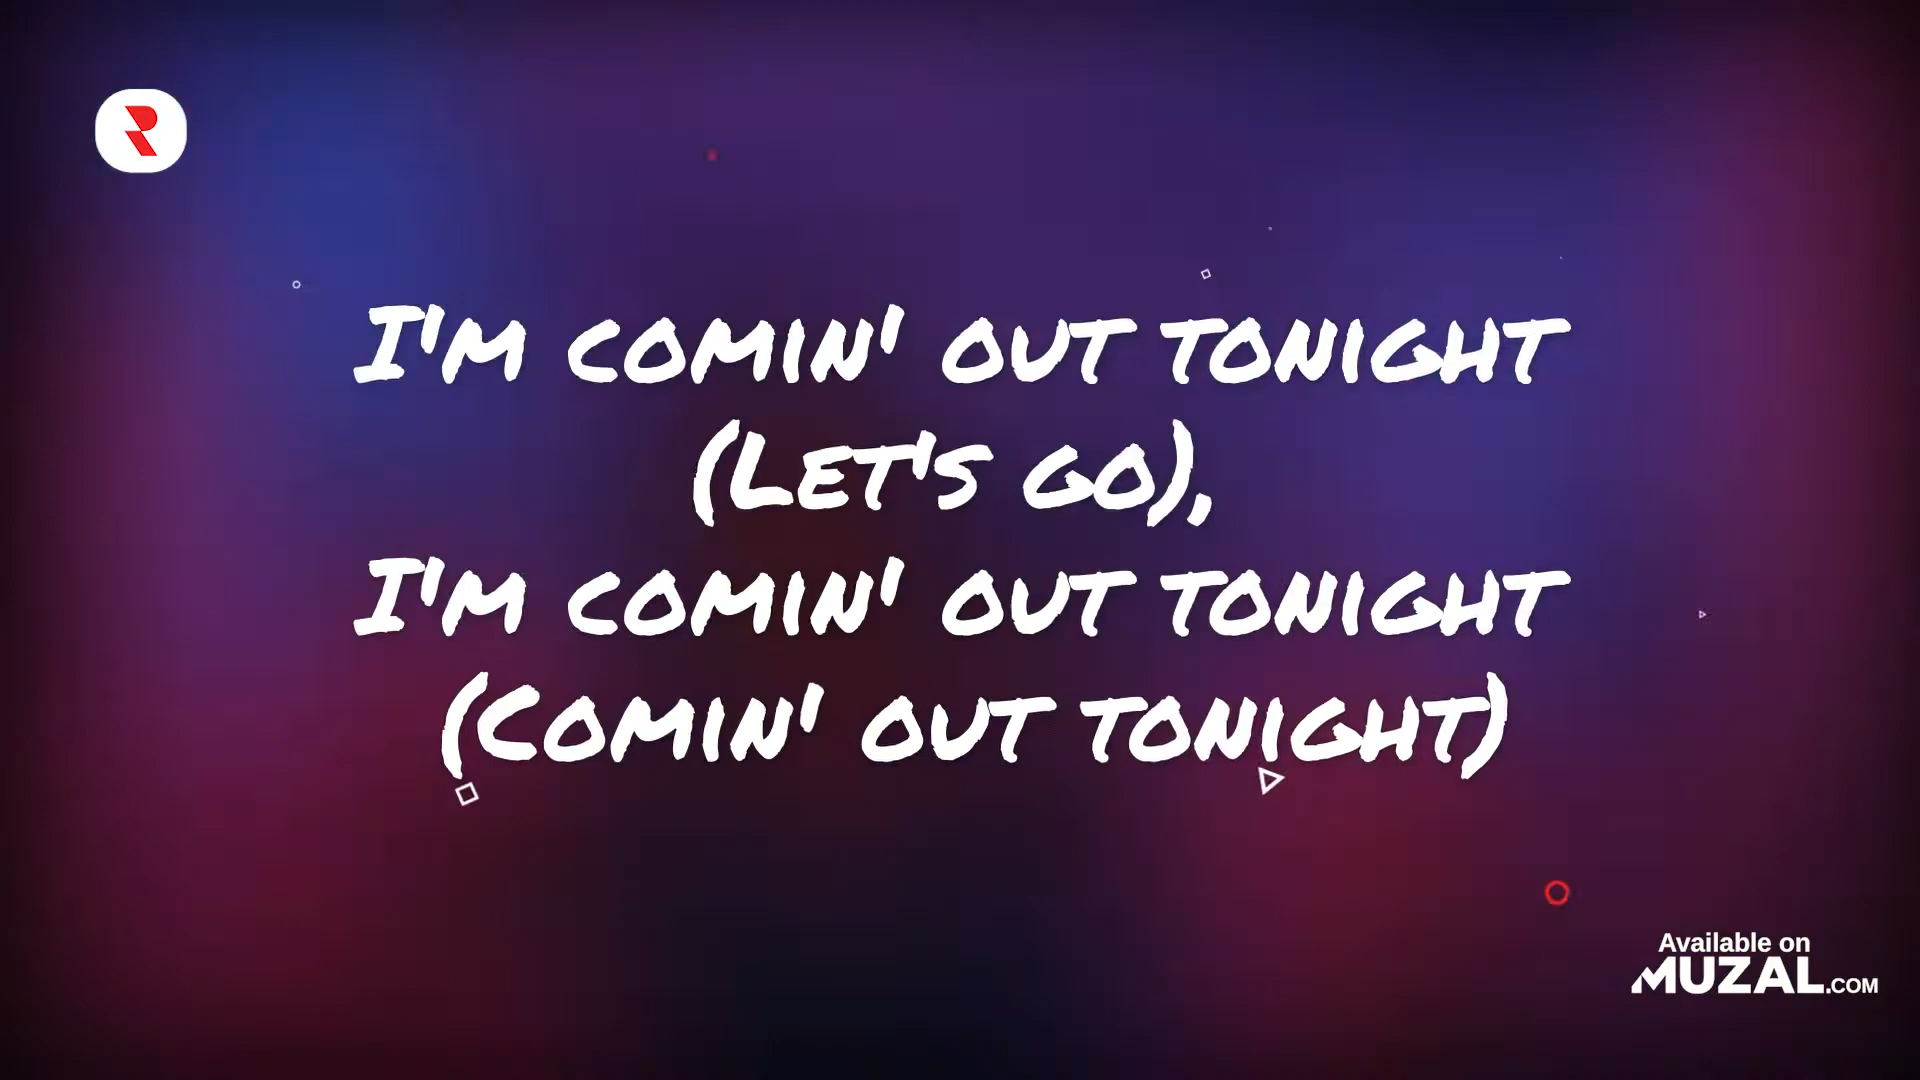 I'm comin' out tonight
(Let's go),
I'm comin' out tonight
(Comin' out tonight)
R
Available on
MUZAL.COM